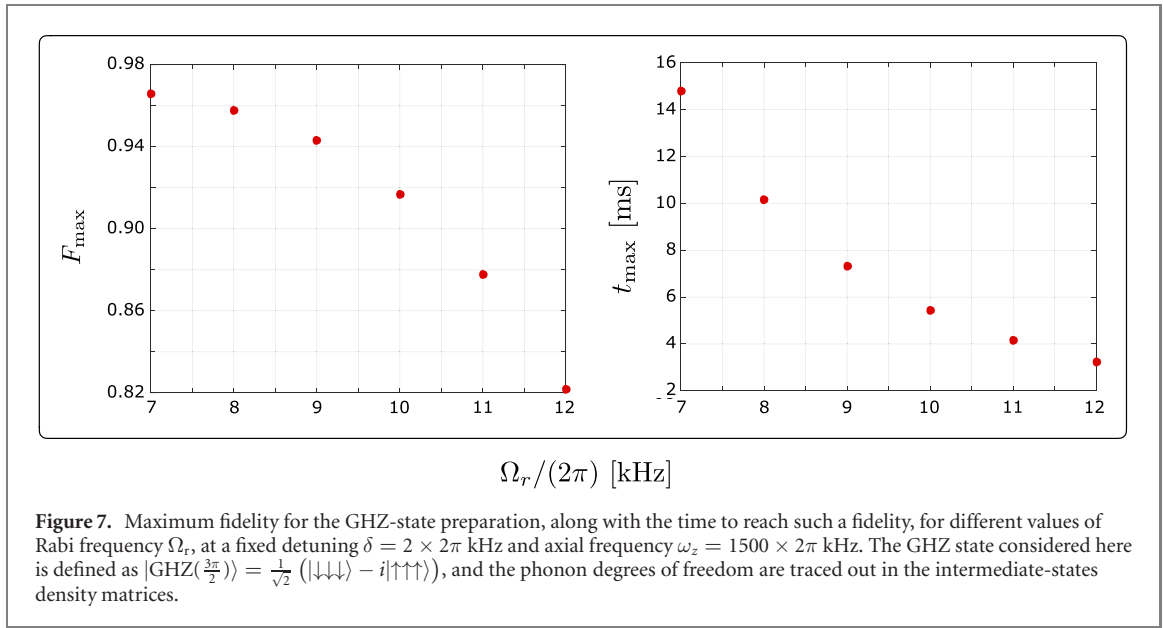 0.98
0.94
0.90
0.86
0.82
F_max
7 8 9 10 11 12
16
14
12
10
8
6
4
2
t_max [ms]
7 8 9 10 11 12
Ω_r/(2π) [kHz]
Figure 7. Maximum fidelity for the GHZ-state preparation, along with the time to reach such a fidelity, for different values of
Rabi frequency Ω_r, at a fixed detuning δ = 2 × 2π kHz and axial frequency ω_z = 1500 × 2π kHz. The GHZ state considered here
is defined as |GHZ(3π/2)⟩ = 1/√2 (|↓↓↓⟩ − i|↑↑↑⟩), and the phonon degrees of freedom are traced out in the intermediate-states
density matrices.